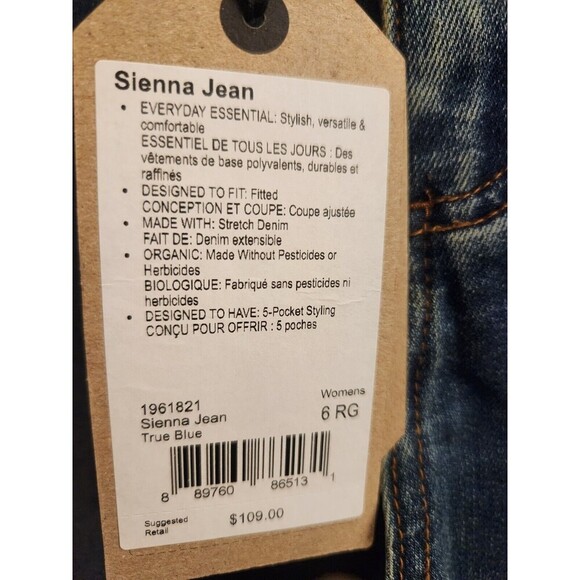 Sienna Jean
• EVERYDAY ESSENTIAL: Stylish, versatile &
comfortable
ESSENTIEL DE TOUS LES JOURS : Des
vêtements de base polyvalents, durables et
raffinés
• DESIGNED TO FIT: Fitted
CONCEPTION ET COUPE: Coupe ajustée
• MADE WITH: Stretch Denim
FAIT DE: Denim extensible
• ORGANIC: Made Without Pesticides or
Herbicides
BIOLOGIQUE: Fabriqué sans pesticides ni
herbicides
• DESIGNED TO HAVE: 5-Pocket Styling
CONÇU POUR OFFRIR : 5 poches
1961821
Sienna Jean
True Blue
Womens
6 RG
8 89760 86513 1
Suggested
Retail
$109.00